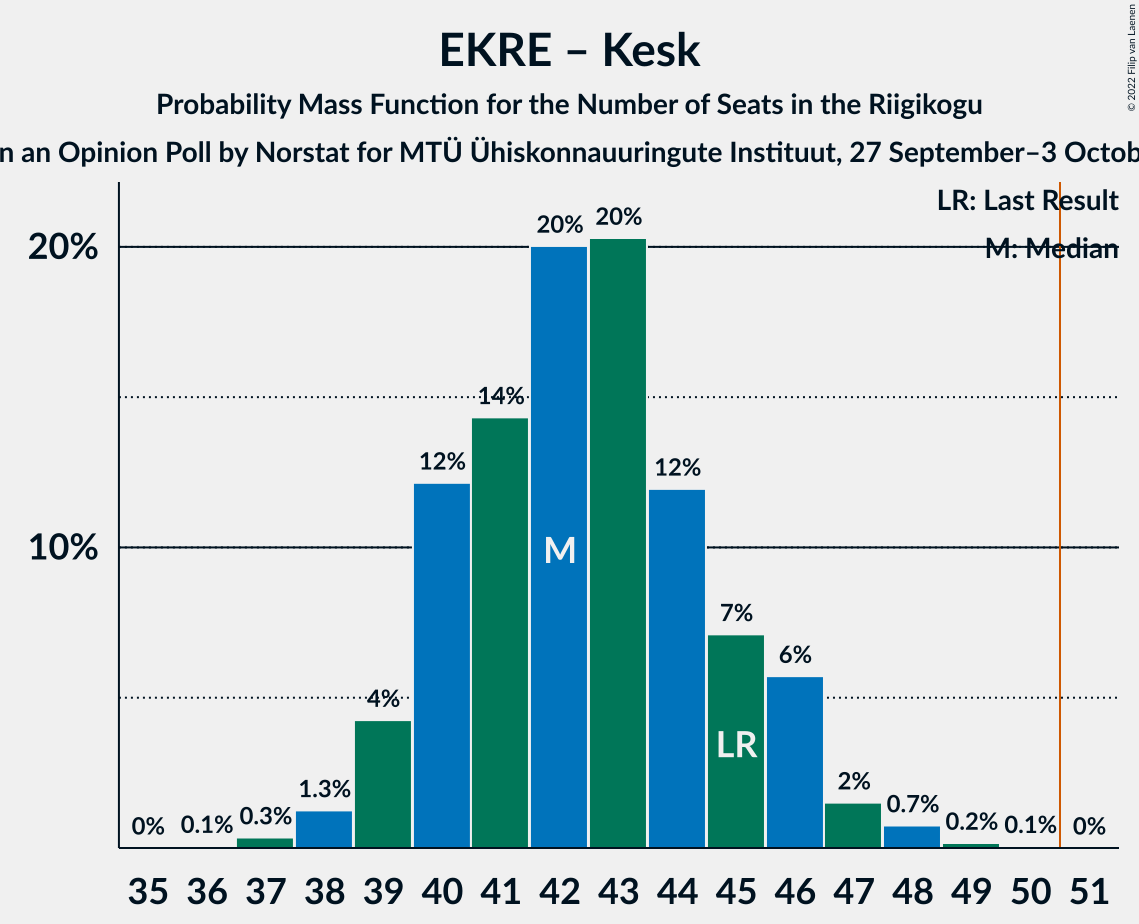 EKRE – Kesk
Probability Mass Function for the Number of Seats in the Riigikogu
n an Opinion Poll by Norstat for MTÜ Ühiskonnauuringute Instituut, 27 September–3 Octob
© 2022 Filip van Laenen
LR: Last Result
M: Median
20%
10%
0% 0.1% 0.3% 1.3% 4% 12% 14% 20% 20% 12% 7% 6% 2% 0.7% 0.2% 0.1% 0%
M
LR
35 36 37 38 39 40 41 42 43 44 45 46 47 48 49 50 51